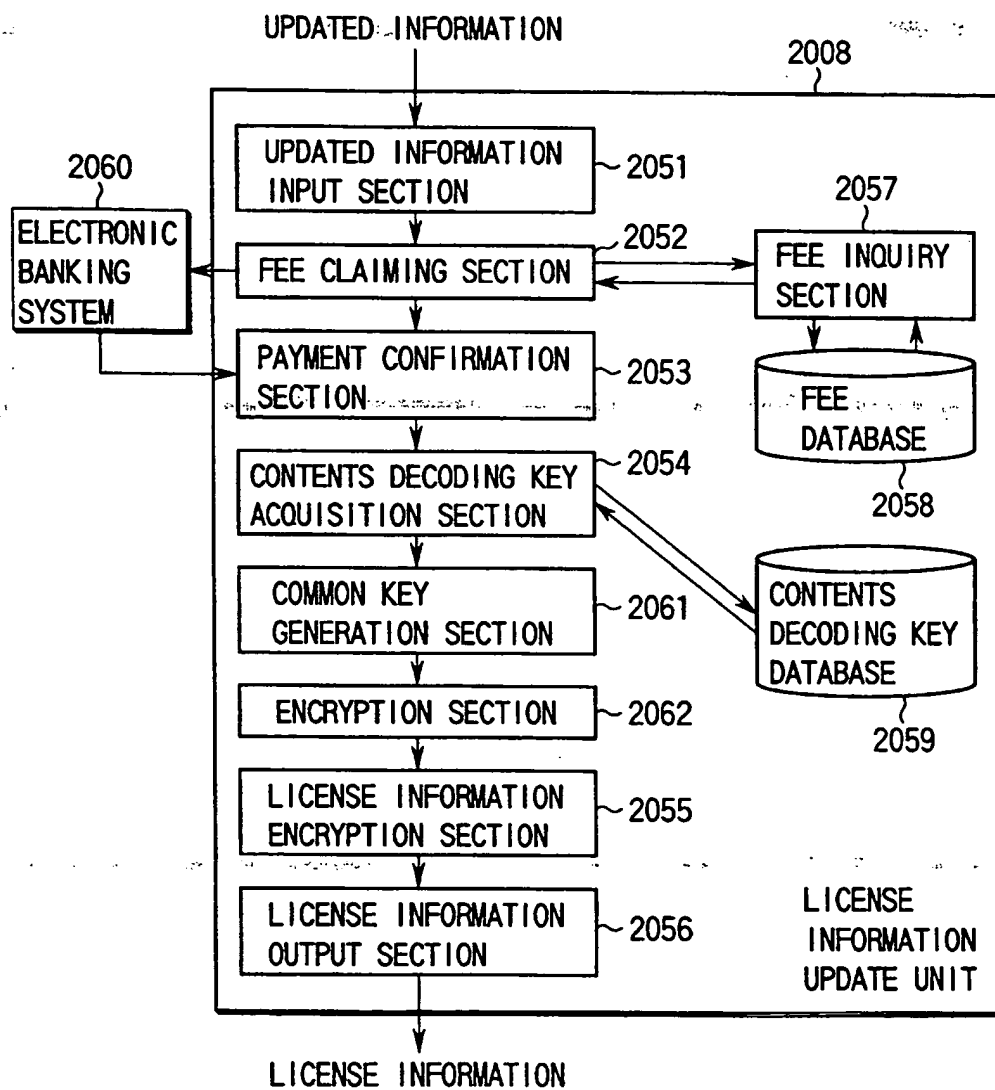 UPDATED INFORMATION
2008
UPDATED INFORMATION
INPUT SECTION
2051
2060
ELECTRONIC
BANKING
SYSTEM
2052
FEE CLAIMING SECTION
2057
FEE INQUIRY
SECTION
PAYMENT CONFIRMATION
SECTION
2053
FEE
DATABASE
2058
2054
CONTENTS DECODING KEY
ACQUISITION SECTION
COMMON KEY
GENERATION SECTION
2061
CONTENTS
DECODING KEY
DATABASE
2059
ENCRYPTION SECTION
2062
LICENSE INFORMATION
ENCRYPTION SECTION
2055
LICENSE INFORMATION
OUTPUT SECTION
2056
LICENSE
INFORMATION
UPDATE UNIT
LICENSE INFORMATION